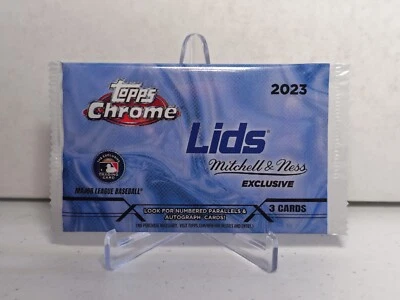 topps
Chrome
2023
Lids®
Mitchell & Ness
EXCLUSIVE
MAJOR LEAGUE BASEBALL®
3 CARDS
LOOK FOR NUMBERED PARALLELS &
AUTOGRAPH CARDS!